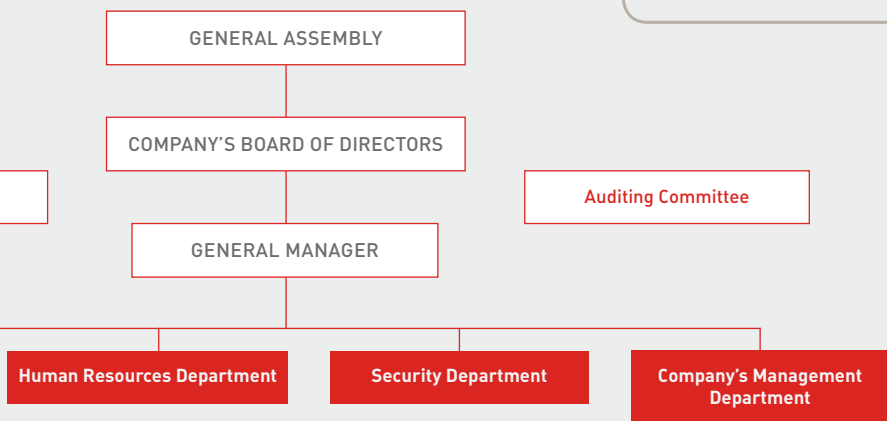 GENERAL ASSEMBLY
COMPANY'S BOARD OF DIRECTORS
Auditing Committee
GENERAL MANAGER
Human Resources Department
Security Department
Company's Management
Department